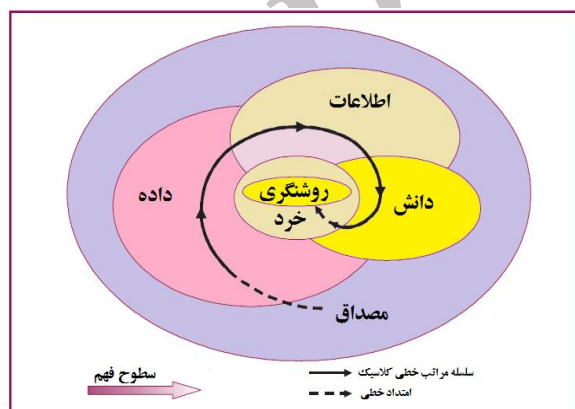 اطلاعات
داده
دانش
روشنگری
خرد
مصداق
سطوح فهم
سلسله مراتب خطی کلاسیک
امتداد خطی